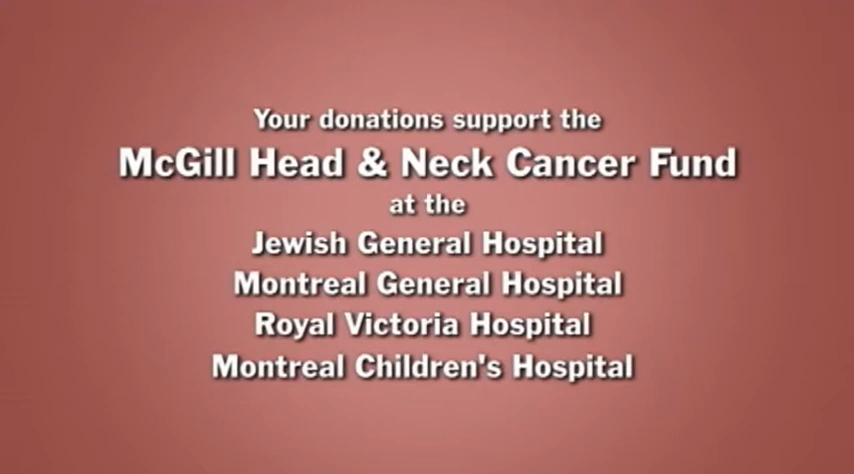 Your donations support the
McGill Head & Neck Cancer Fund
at the
Jewish General Hospital
Montreal General Hospital
Royal Victoria Hospital
Montreal Children's Hospital